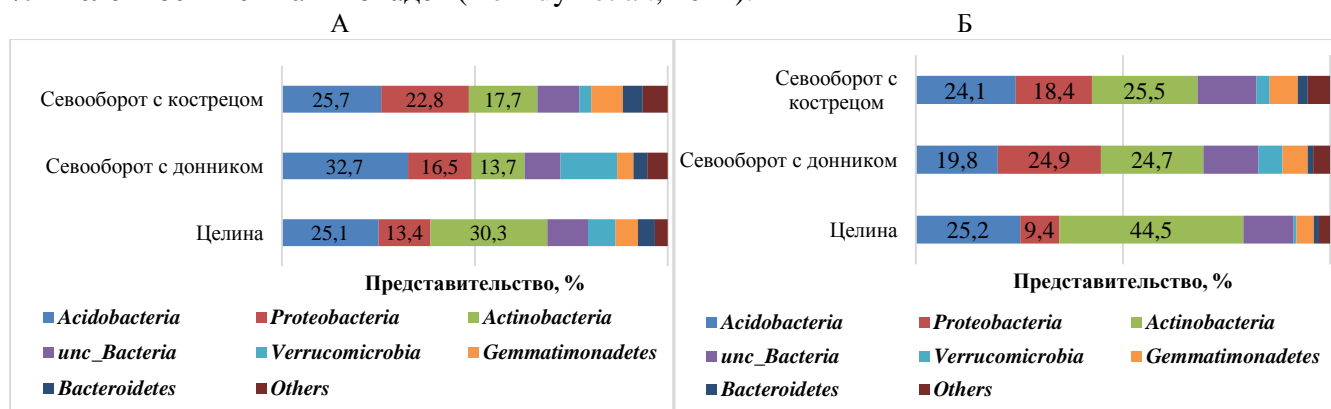 А
Севооборот с кострецом
25,7 22,8 17,7
Севооборот с донником
32,7 16,5 13,7
Целина
25,1 13,4 30,3
Представительство, %
Acidobacteria Proteobacteria Actinobacteria
unc_Bacteria Verrucomicrobia Gemmatimonadetes
Bacteroidetes Others
Б
Севооборот с
кострецом
24,1 18,4 25,5
Севооборот с донником
19,8 24,9 24,7
Целина
25,2 9,4 44,5
Представительство, %
Acidobacteria Proteobacteria Actinobacteria
unc_Bacteria Verrucomicrobia Gemmatimonadetes
Bacteroidetes Others